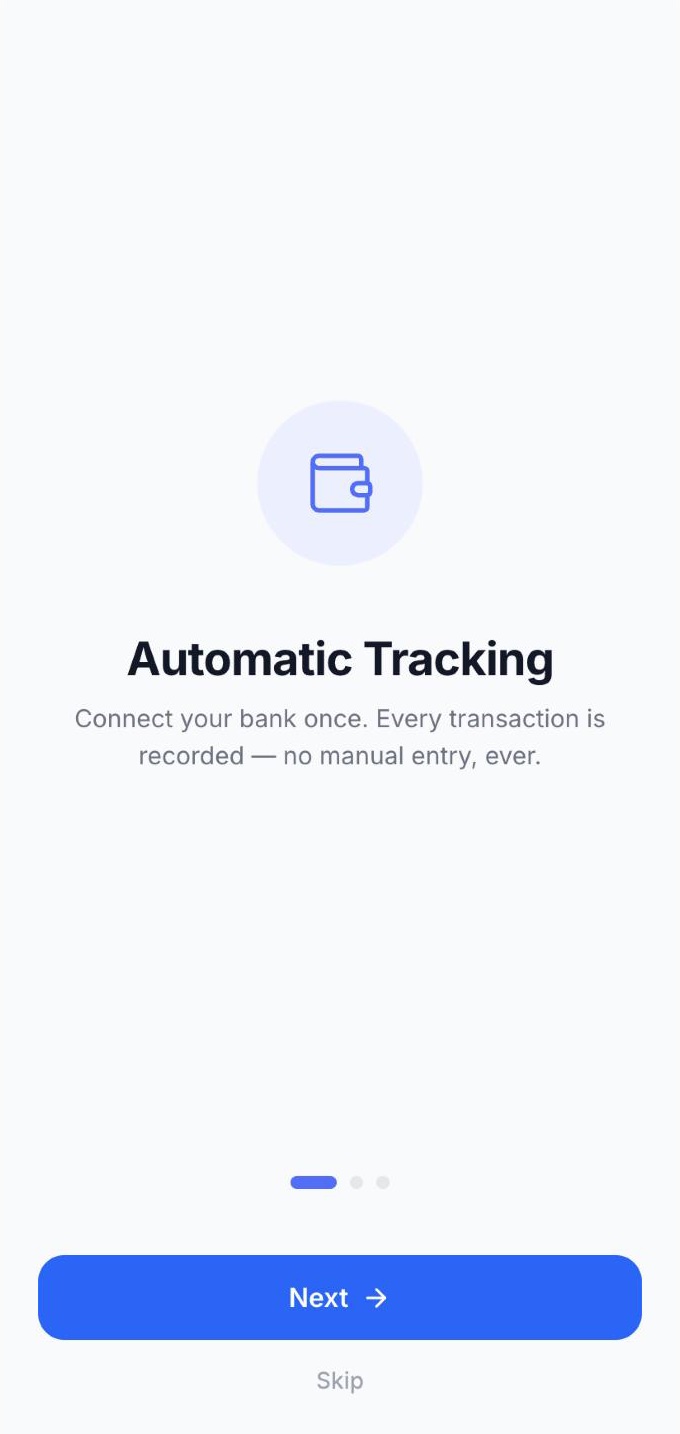 Automatic Tracking
Connect your bank once. Every transaction is
recorded — no manual entry, ever.
Next →
Skip